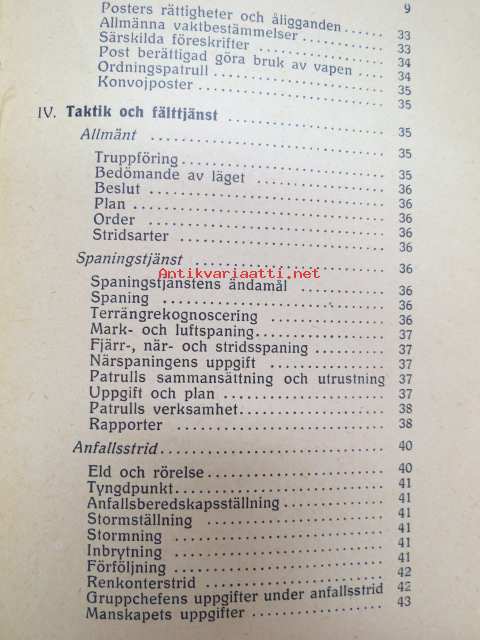 9
Posters rättigheter och åligganden ...... 33
Allmänna vaktbestämmelser ............ 33
Särskilda föreskrifter .................. 34
Post berättigad göra bruk av vapen .... 34
Ordningspatrull ........................ 35
Konvojposter .......................... 35
IV. Taktik och fälttjänst .................... 35
Allmänt ............................ 35
Truppföring ............................ 35
Bedömande av läget .................. 36
Beslut ................................ 36
Plan .................................. 36
Order ................................ 36
Stridsarter ............................ 36
Spaningstjänst ........................ 36
Antikvariaatti.net
Spaningstjänstens ändamål ............ 36
Spaning .............................. 36
Terrängrekognoscering ................ 37
Mark- och luftspaning ................ 37
Fjärr-, när- och stridsspaning .......... 37
Närspaningens uppgift ................ 37
Patrulls sammansättning och utrustning 37
Uppgift och plan ...................... 38
Patrulls verksamhet .................... 38
Rapporter ............................ 40
Anfallsstrid ............................ 40
Eld och rörelse ........................ 41
Tyngdpunkt ............................ 41
Anfallsberedskapsställning .............. 41
Stormställning ........................ 41
Stormning ............................ 41
Inbrytning ............................ 41
Förföljning ............................ 42
Renkonterstrid ........................ 42
Gruppchefens uppgifter under anfallsstrid 43
Manskapets uppgifter ..................